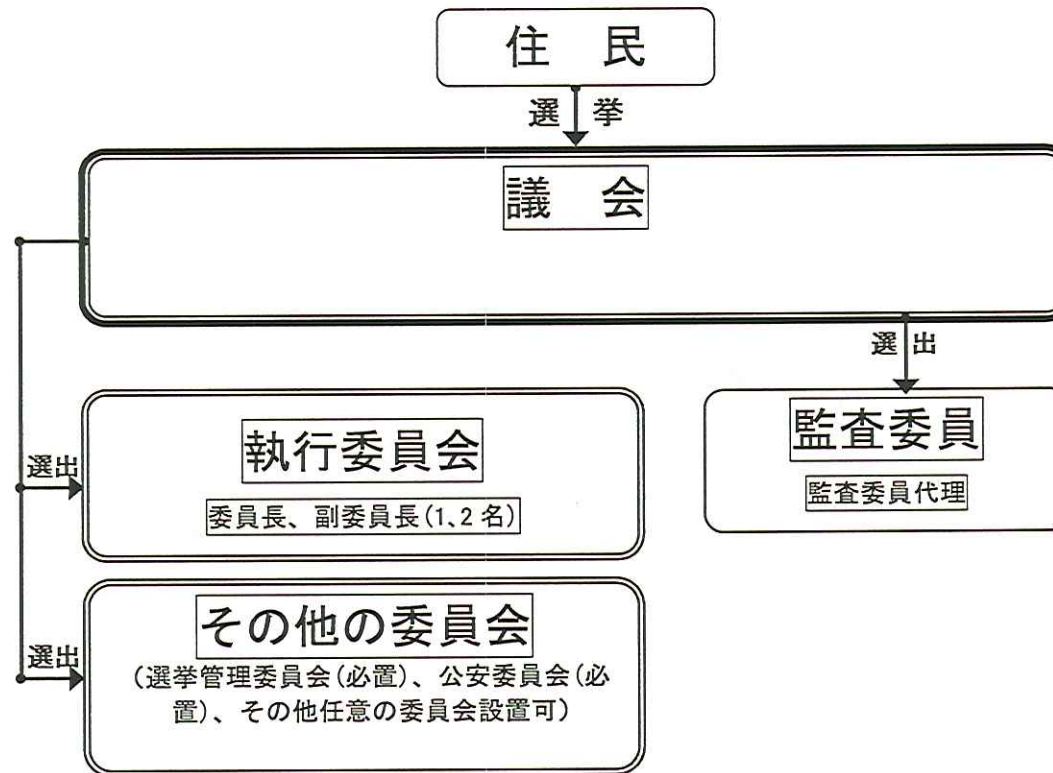 住　民
選　挙
議　会
選　出
執行委員会
委員長、副委員長(1、2名)
選出
監査委員
監査委員代理
その他の委員会
(選挙管理委員会(必置)、公安委員会(必
置)、その他任意の委員会設置可)
選出